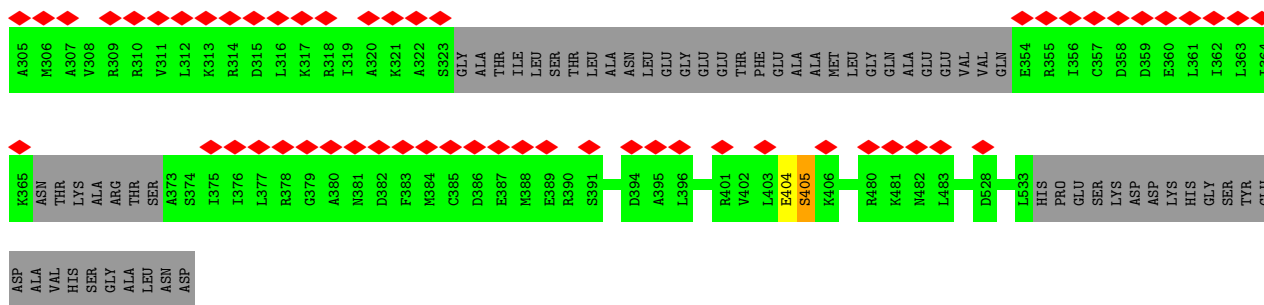 A305 M306 A307 V308 R309 R310 V311 L312 K313 R314 D315 L316 K317 R318 I319 A320 K321 A322 S323 GLY ALA THR ILE LEU SER THR LEU ALA ASN LEU GLU GLY GLU GLU THR PHE GLU ALA ALA MET LEU GLY GLN ALA GLU GLU VAL VAL GLN E354 R355 I356 C357 D358 D359 E360 L361 I362 L363
K365 ASN THR LYS ALA ARG THR SER A373 S374 I375 I376 L377 R378 G379 A380 N381 D382 F383 M384 C385 D386 E387 M388 E389 R390 S391 D394 A395 L396 R401 V402 L403 E404 S405 K406 R480 K481 N482 L483 D528 L533 HIS PRO GLU SER LYS ASP ASP LYS HIS GLY SER TYR GLU
ASP ALA VAL HIS SER GLY ALA LEU ASN ASP